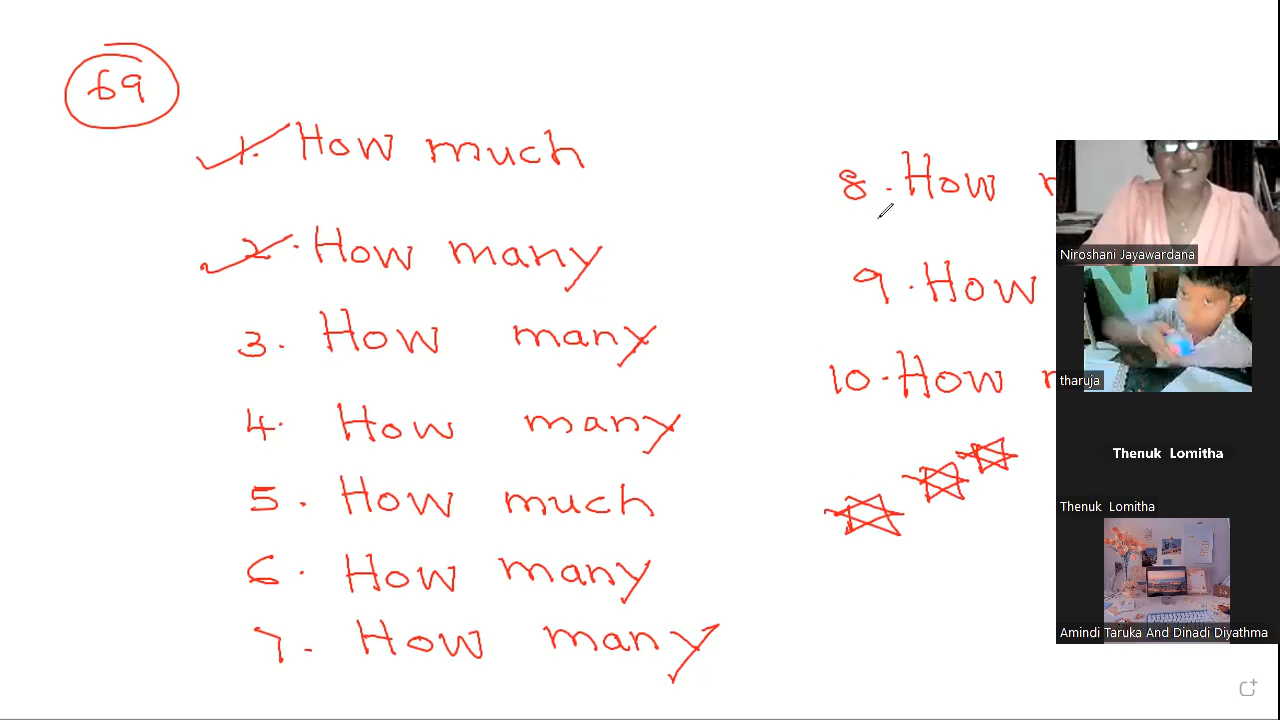 69
1. How much
2. How many
3. How many
4. How many
5. How much
6. How many
7. How many
8. How
9. How
10. How
Niroshani Jayawardana
tharuja
Thenuk Lomitha
Thenuk Lomitha
Amindi Taruka And Dinadi Diyathma